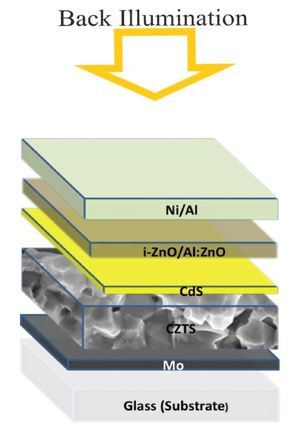 Back Illumination
Ni/Al
i-ZnO/Al:ZnO
CdS
CZTS
Mo
Glass (Substrate)